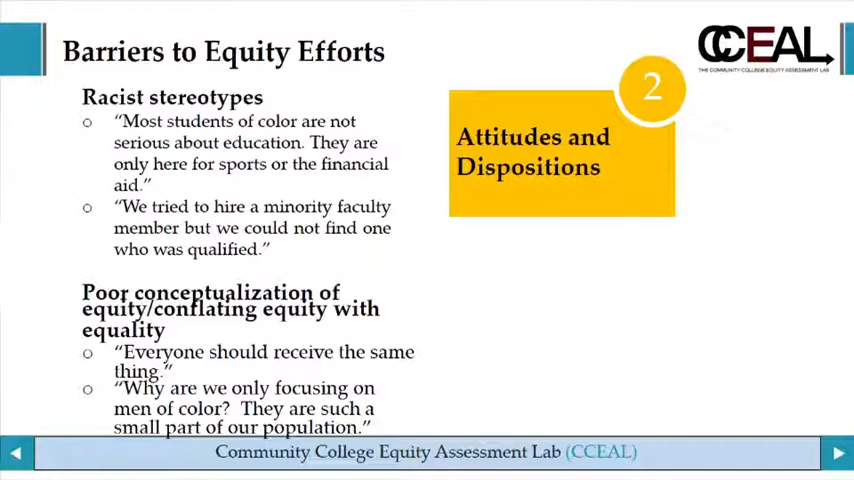 Barriers to Equity Efforts
CCEAL
THE COMMUNITY COLLEGE EQUITY ASSESSMENT LAB
Racist stereotypes
o “Most students of color are not
serious about education. They are
only here for sports or the financial
aid.”
o “We tried to hire a minority faculty
member but we could not find one
who was qualified.”
Poor conceptualization of
equity/conflating equity with
equality
o “Everyone should receive the same
thing.”
o “Why are we only focusing on
men of color? They are such a
small part of our population.”
2
Attitudes and
Dispositions
Community College Equity Assessment Lab (CCEAL)